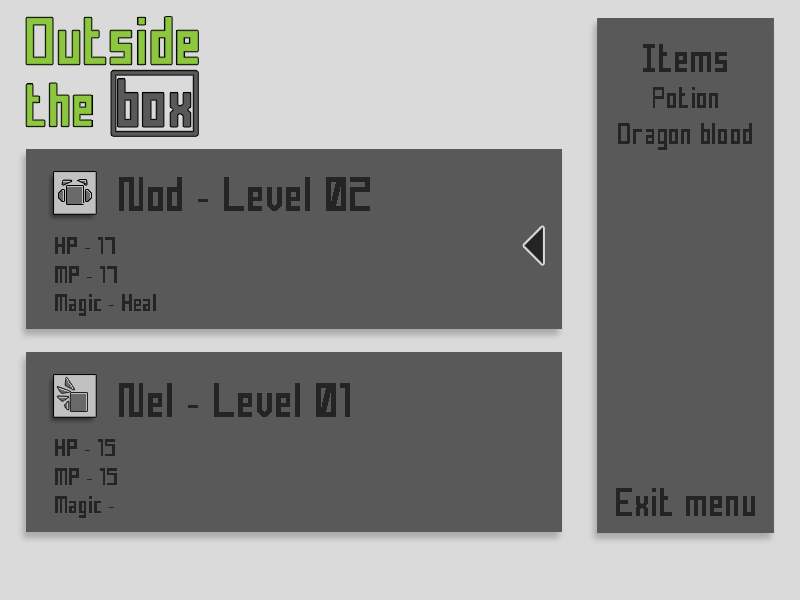 Outside
the box
Nod - Level 02
HP - 17
MP - 17
Magic - Heal
Nel - Level 01
HP - 15
MP - 15
Magic -
Items
Potion
Dragon blood
Exit menu